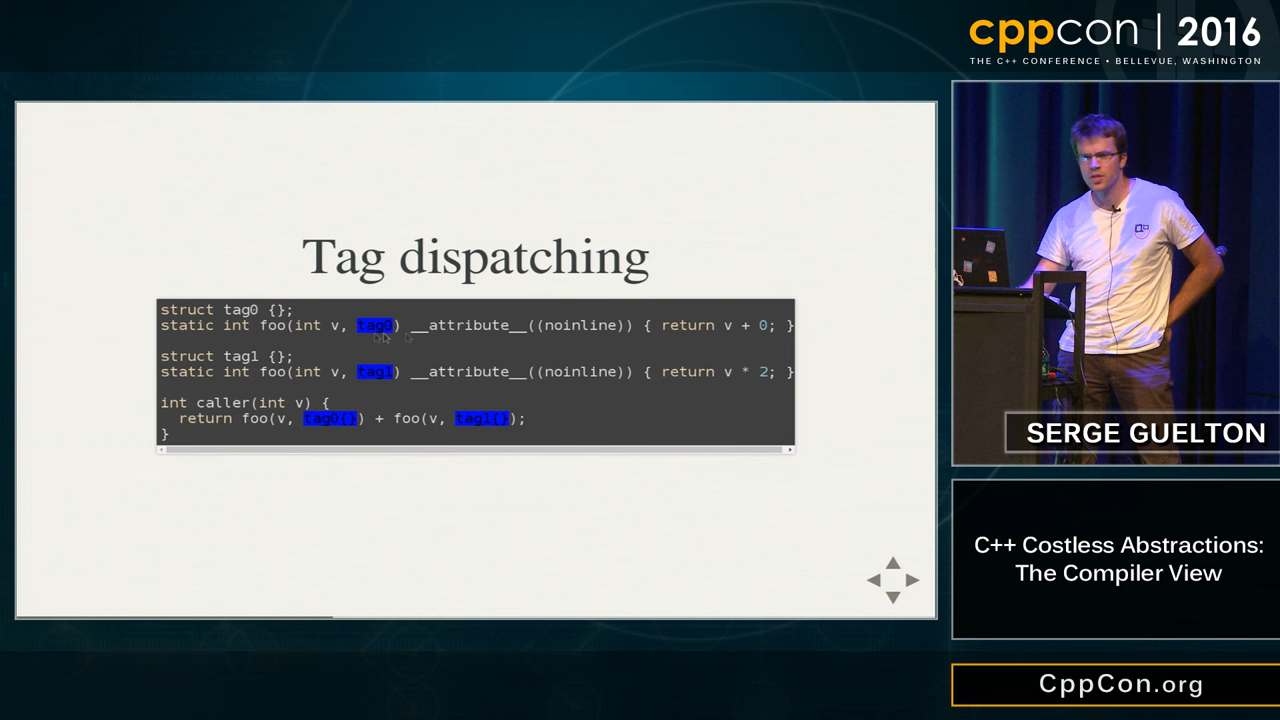 cppcon | 2016
THE C++ CONFERENCE • BELLEVUE, WASHINGTON
Tag dispatching
struct tag0 {};
static int foo(int v, tag0) __attribute__((noinline)) { return v + 0; }
struct tag1 {};
static int foo(int v, tag1) __attribute__((noinline)) { return v * 2; }
int caller(int v) {
  return foo(v, tag0{}) + foo(v, tag1{});
}
SERGE GUELTON
C++ Costless Abstractions:
The Compiler View
CppCon.org